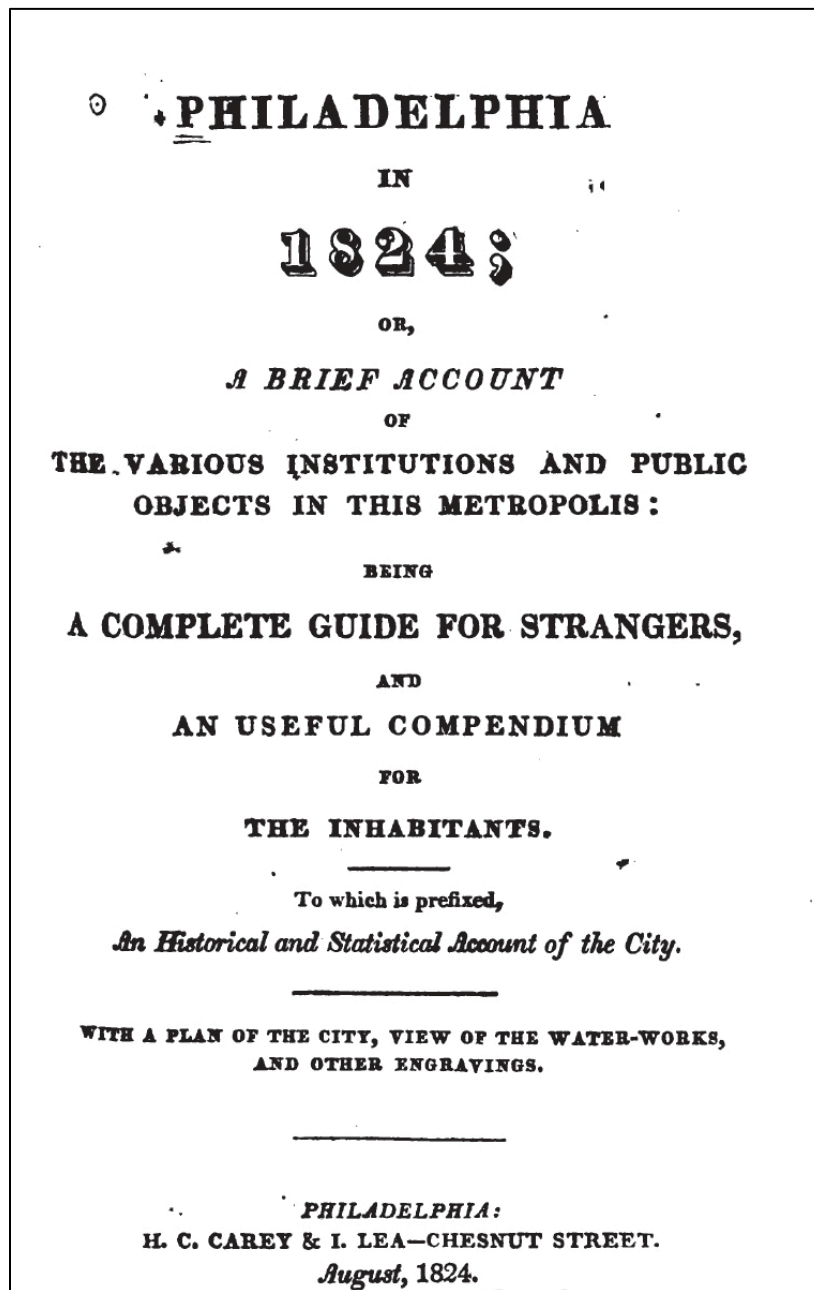 PHILADELPHIA
IN
1824;
OR,
A BRIEF ACCOUNT
OF
THE VARIOUS INSTITUTIONS AND PUBLIC
OBJECTS IN THIS METROPOLIS:
BEING
A COMPLETE GUIDE FOR STRANGERS,
AND
AN USEFUL COMPENDIUM
FOR
THE INHABITANTS.
To which is prefixed,
An Historical and Statistical Account of the City.
WITH A PLAN OF THE CITY, VIEW OF THE WATER-WORKS,
AND OTHER ENGRAVINGS.
PHILADELPHIA:
H. C. CAREY & I. LEA—CHESNUT STREET.
August, 1824.